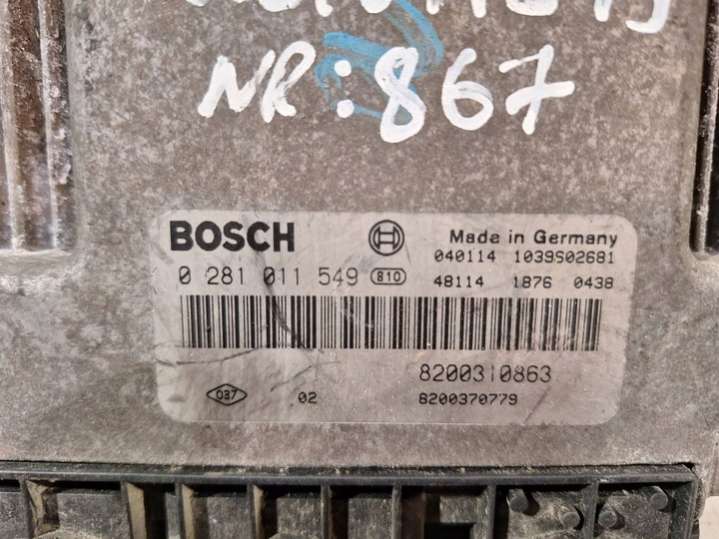 NR:867
BOSCH
Made in Germany
040114 1039S02681
0 281 011 549 810
48114 1876 0438
8200310863
037 02 8200370779